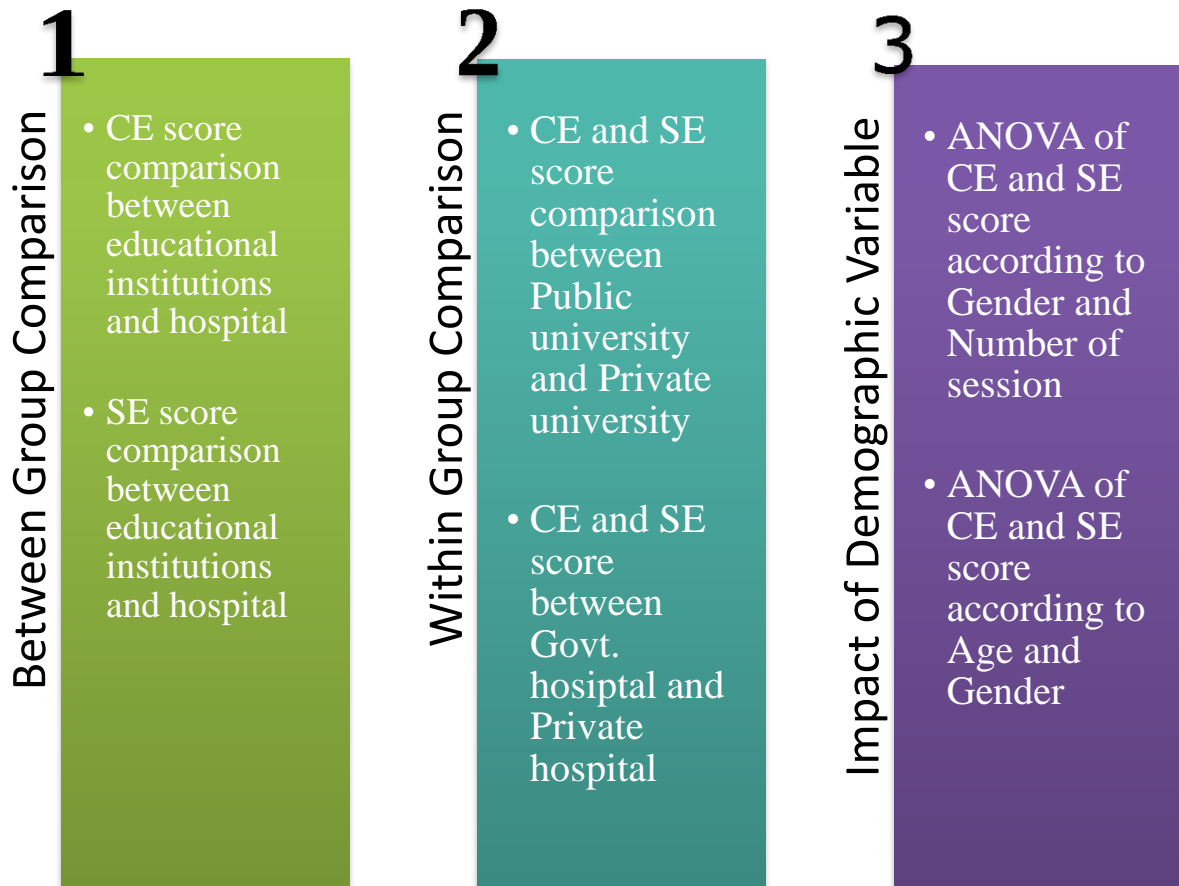 1
Between Group Comparison
• CE score
comparison
between
educational
institutions
and hospital
• SE score
comparison
between
educational
institutions
and hospital
2
Within Group Comparison
• CE and SE
score
comparison
between
Public
university
and Private
university
• CE and SE
score
between
Govt.
hosiptal and
Private
hospital
3
Impact of Demographic Variable
• ANOVA of
CE and SE
score
according to
Gender and
Number of
session
• ANOVA of
CE and SE
score
according to
Age and
Gender